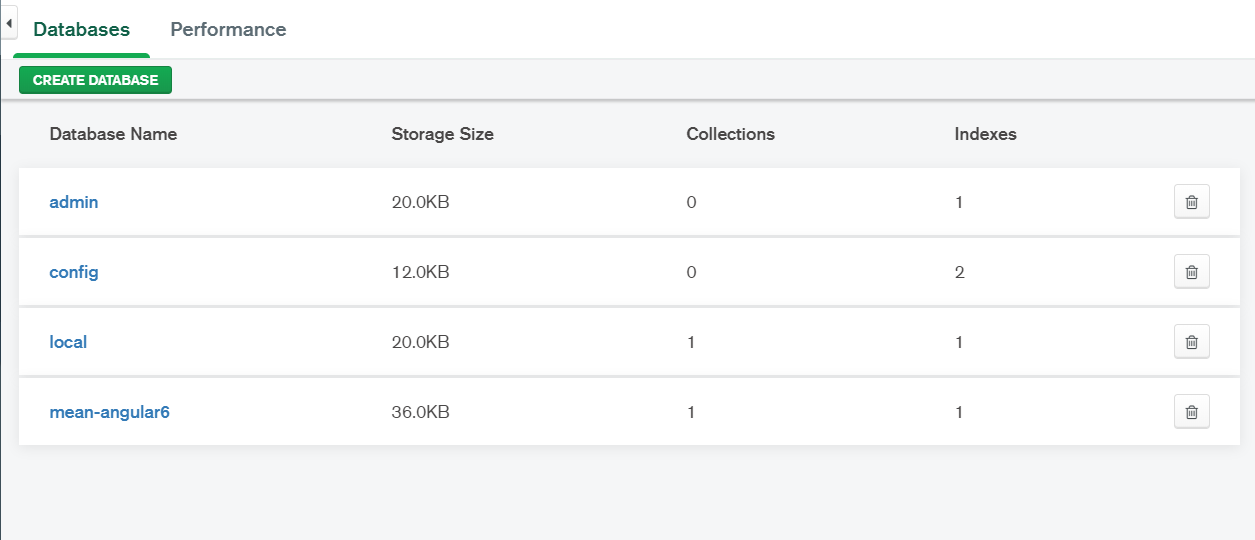 Databases Performance
CREATE DATABASE
Database Name Storage Size Collections Indexes
admin 20.0KB 0 1
config 12.0KB 0 2
local 20.0KB 1 1
mean-angular6 36.0KB 1 1